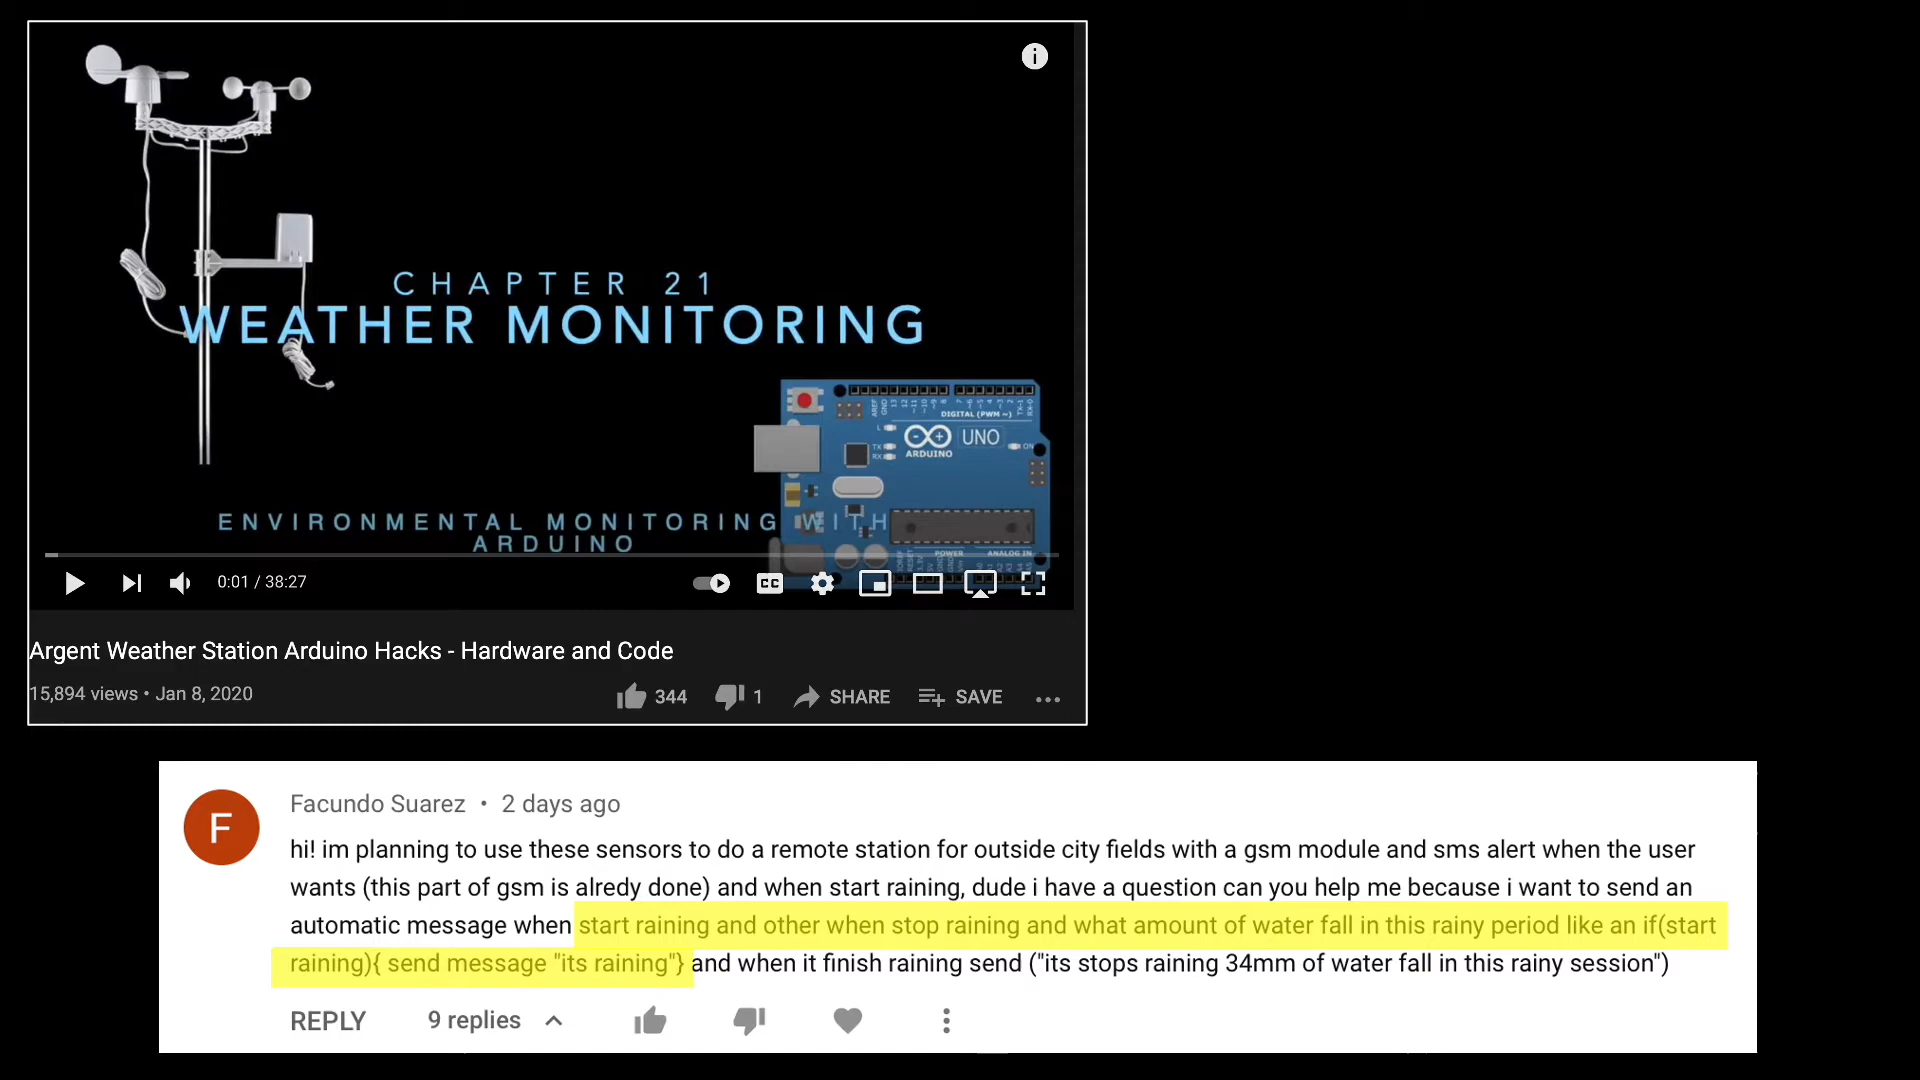 CHAPTER 21
WEATHER MONITORING
DIGITAL (PWM ~)
UNO
ARDUINO
ENVIRONMENTAL MONITORING WITH
ARDUINO
POWER ANALOG IN
0:01 / 38:27
CC
Argent Weather Station Arduino Hacks - Hardware and Code
15,894 views • Jan 8, 2020
344 1 SHARE SAVE
F
Facundo Suarez • 2 days ago
hi! im planning to use these sensors to do a remote station for outside city fields with a gsm module and sms alert when the user
wants (this part of gsm is alredy done) and when start raining, dude i have a question can you help me because i want to send an
automatic message when start raining and other when stop raining and what amount of water fall in this rainy period like an if(start
raining){ send message "its raining"} and when it finish raining send ("its stops raining 34mm of water fall in this rainy session")
REPLY 9 replies